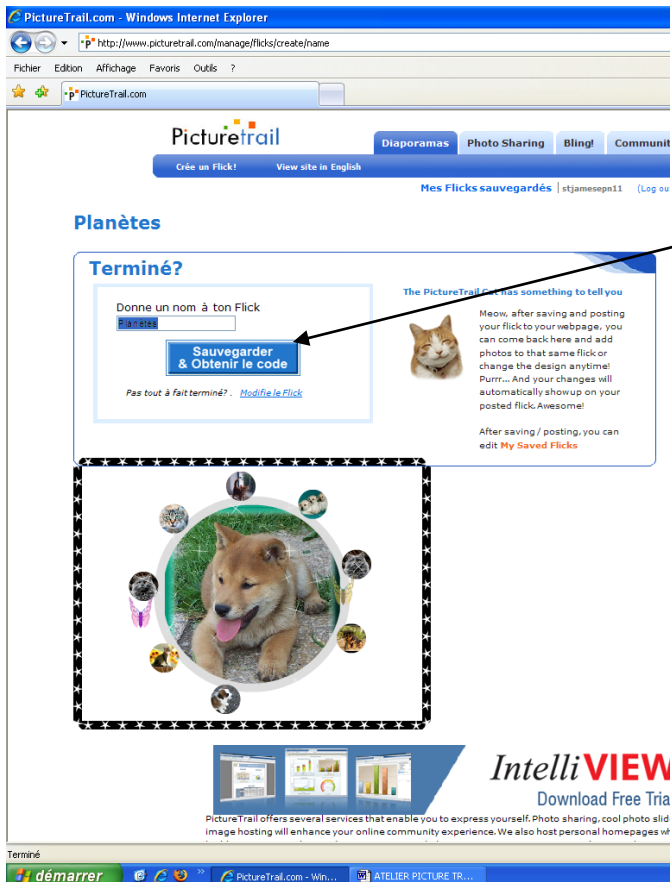 PictureTrail.com - Windows Internet Explorer
http://www.picturetrail.com/manage/flicks/create/name
Fichier Edition Affichage Favoris Outils ?
PictureTrail.com
Picturetrail
Diaporamas Photo Sharing Bling!
Crée un Flick! View site in English
Mes Flicks sauvegardés | stjamesepn11 (Log ou
Planètes
Terminé?
Donne un nom à ton Flick
Planètes
Sauvegarder
& Obtenir le code
Pas tout à fait terminé? . Modifie le Flick
The PictureTrail Cat has something to tell you
Meow, after saving and posting
your flick to your webpage, you
can come back here and add
photos to that same flick or
change the design anytime!
Purrr... And your changes will
automatically show up on your
posted flick. Awesome!
After saving / posting, you can
edit My Saved Flicks
IntelliVIEW
Download Free Tria
PictureTrail offers several services that enable you to express yourself. Photo sharing, cool photo slid
image hosting will enhance your online community experience. We also host personal homepages wh
Terminé
démarrer
PictureTrail.com - Win...
ATELIER PICTURE TR...